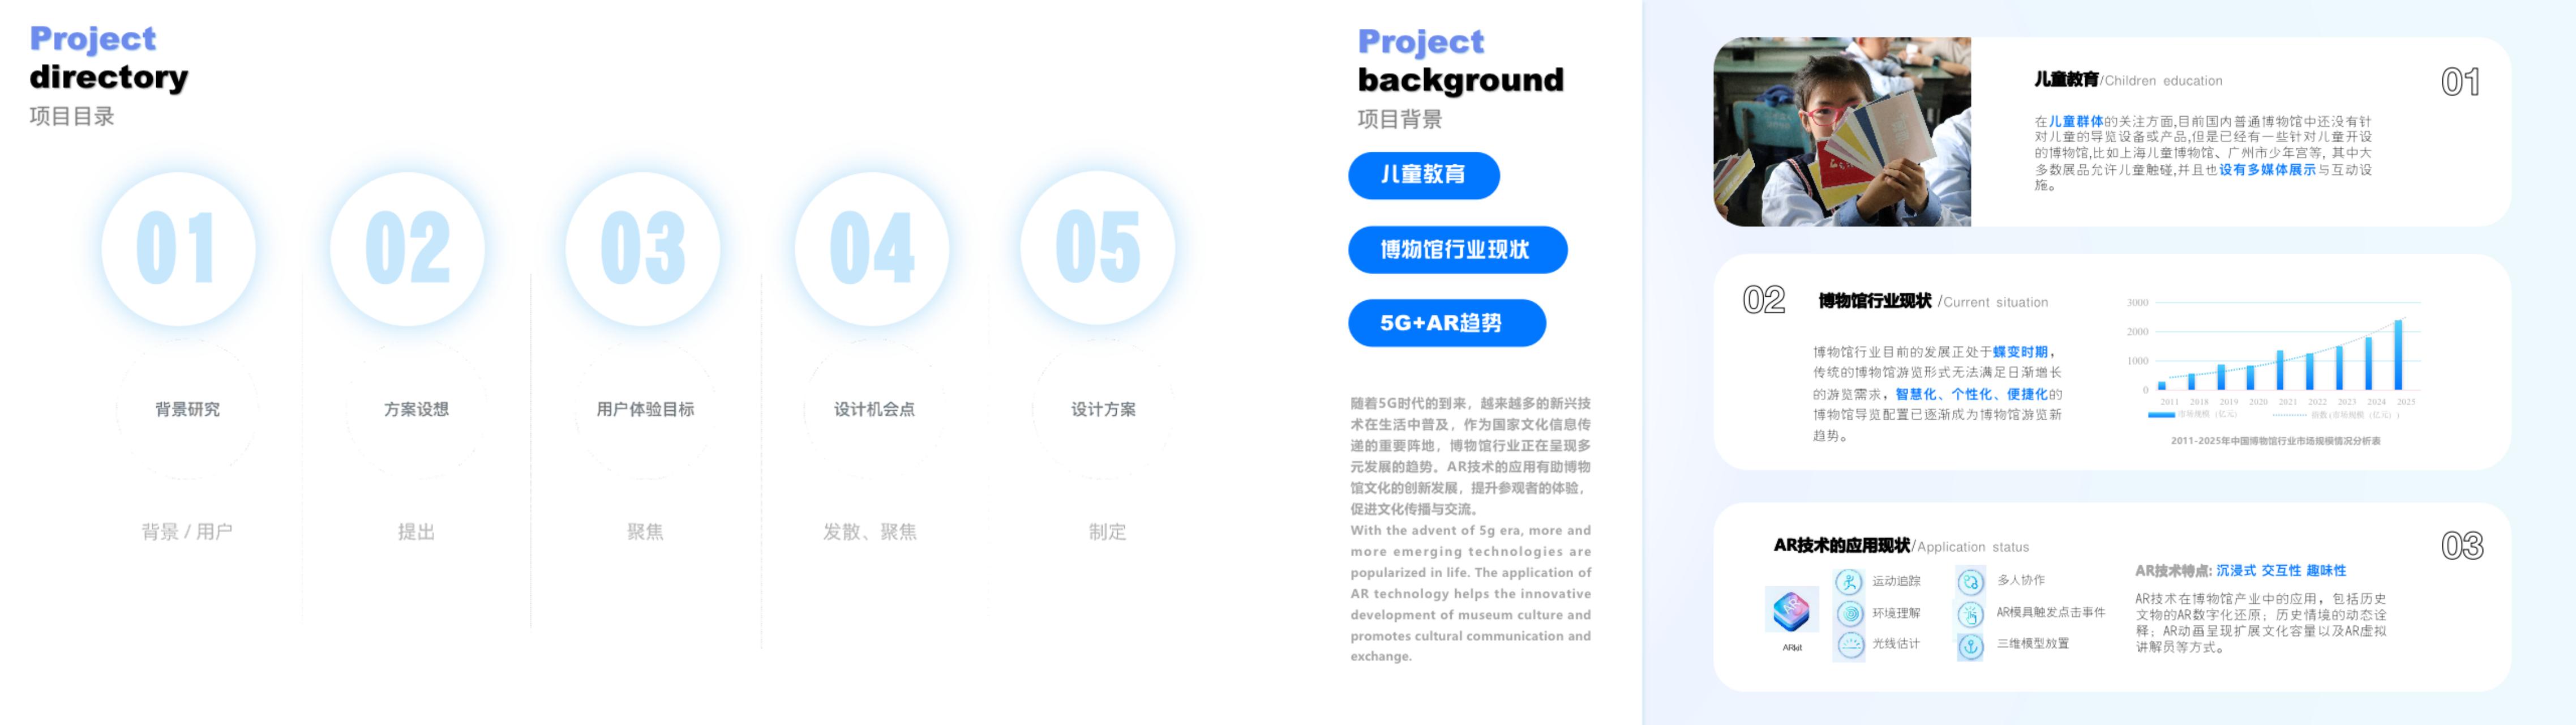 Project
directory
项目目录
01
02
03
04
05
背景研究
方案设想
用户体验目标
设计机会点
设计方案
背景 / 用户
提出
聚焦
发散、聚焦
制定
Project
background
项目背景
儿童教育
博物馆行业现状
5G+AR趋势
随着5G时代的到来，越来越多的新兴技
术在生活中普及，作为国家文化信息传
递的重要阵地，博物馆行业正在呈现多
元发展的趋势。AR技术的应用有助博物
馆文化的创新发展，提升参观者的体验，
促进文化传播与交流。
With the advent of 5g era, more and
more emerging technologies are
popularized in life. The application of
AR technology helps the innovative
development of museum culture and
promotes cultural communication and
exchange.
儿童教育/Children education
01
在儿童群体的关注方面,目前国内普通博物馆中还没有针
对儿童的导览设备或产品,但是已经有一些针对儿童开设
的博物馆,比如上海儿童博物馆、广州市少年宫等, 其中大
多数展品允许儿童触碰,并且也设有多媒体展示与互动设
施。
02
博物馆行业现状 /Current situation
博物馆行业目前的发展正处于蝶变时期，
传统的博物馆游览形式无法满足日渐增长
的游览需求，智慧化、个性化、便捷化的
博物馆导览配置已逐渐成为博物馆游览新
趋势。
3000
2000
1000
0
2011 2018 2019 2020 2021 2022 2023 2024 2025
市场规模（亿元）
指数(市场规模（亿元）)
2011-2025年中国博物馆行业市场规模情况分析表
AR技术的应用现状/Application status
03
ARkit
运动追踪
环境理解
光线估计
多人协作
AR模具触发点击事件
三维模型放置
AR技术特点: 沉浸式 交互性 趣味性
AR技术在博物馆产业中的应用，包括历史
文物的AR数字化还原；历史情境的动态诠
释；AR动画呈现扩展文化容量以及AR虚拟
讲解员等方式。